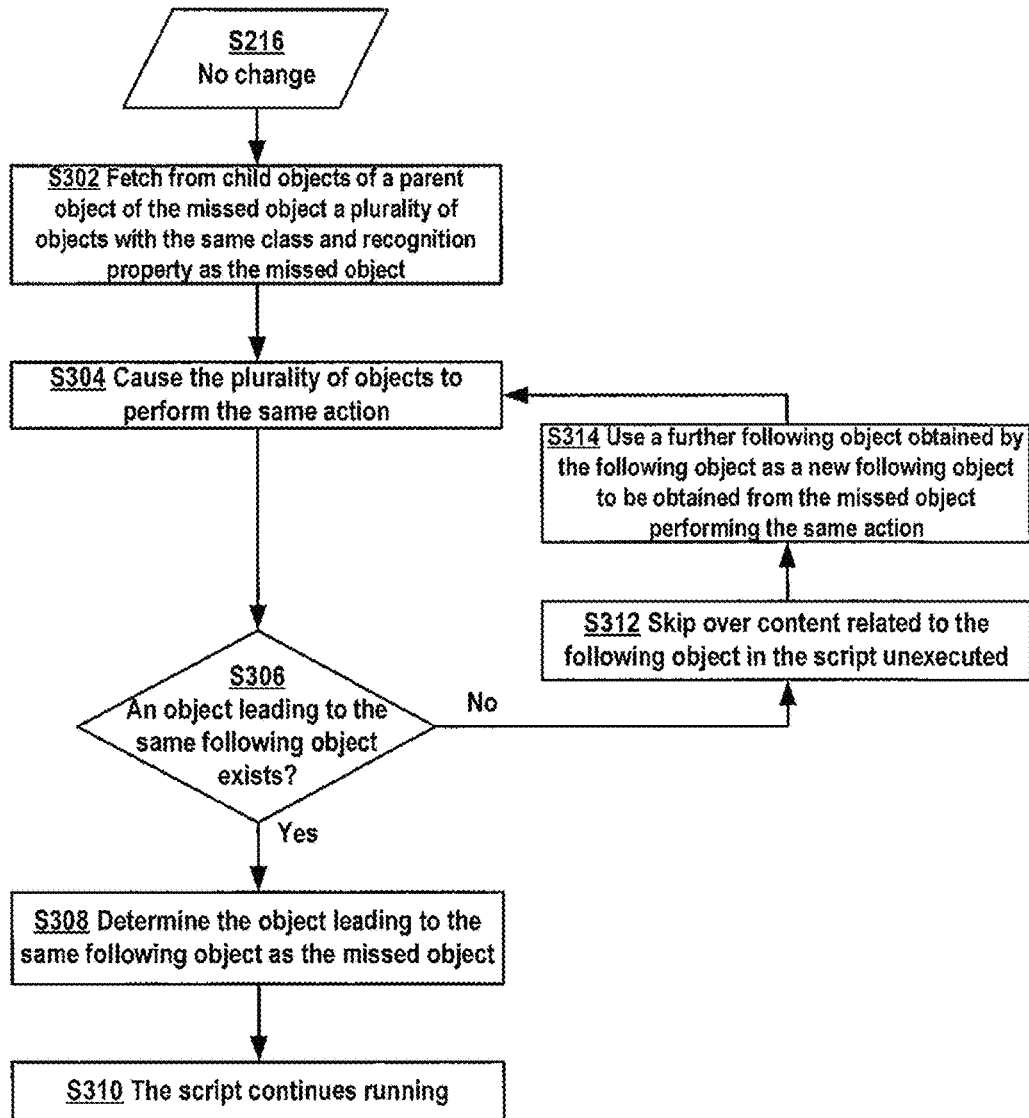 S216
No change
S302 Fetch from child objects of a parent
object of the missed object a plurality of
objects with the same class and recognition
property as the missed object
S304 Cause the plurality of objects to
perform the same action
S314 Use a further following object obtained by
the following object as a new following object
to be obtained from the missed object
performing the same action
S312 Skip over content related to the
following object in the script unexecuted
S306
An object leading to the
same following object
exists?
No
Yes
S308 Determine the object leading to the
same following object as the missed object
S310 The script continues running